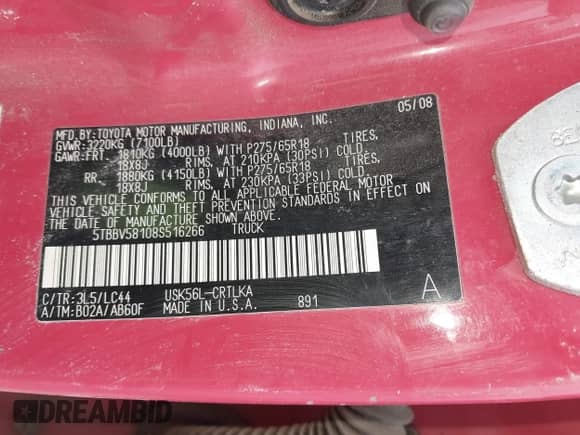 MFD. BY: TOYOTA MOTOR MANUFACTURING, INDIANA, INC. 05/08
GVWR: 3220KG (7100LB)
GAWR: FRT. 1810KG (4000LB) WITH P275/65R18
18X8J RIMS, AT 210KPA (30PSI) COLD,
RR 1880KG (4150LB) WITH P275/65R18
18X8J RIMS, AT 230KPA (33PSI) COLD.
THIS VEHICLE CONFORMS TO ALL APPLICABLE FEDERAL MOTOR
VEHICLE SAFETY AND THEFT PREVENTION STANDARDS IN EFFECT ON
THE DATE OF MANUFACTURE SHOWN ABOVE.
5TBBV58108S516266 TRUCK
C/TR: 3L5/LC44 USK56L-CRTLKA
A/TM: B02A/AB60F MADE IN U.S.A. 891 A
DREAMBID